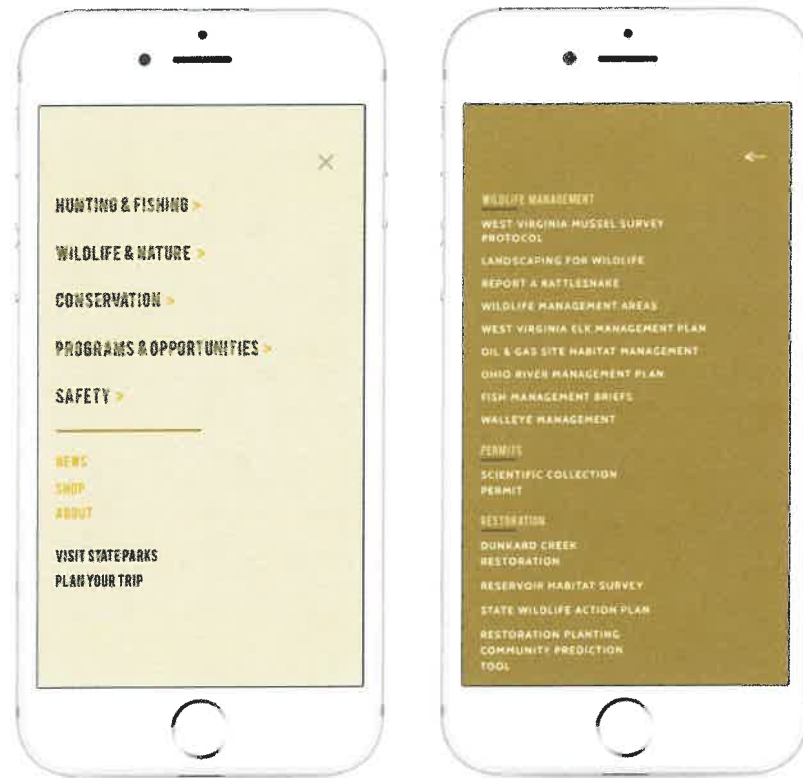 HUNTING & FISHING >
WILDLIFE & NATURE >
CONSERVATION >
PROGRAMS & OPPORTUNITIES >
SAFETY >
NEWS
SHOP
ABOUT
VISIT STATE PARKS
PLAN YOUR TRIP
WILDLIFE MANAGEMENT
WEST VIRGINIA MUSSEL SURVEY
PROTOCOL
LANDSCAPING FOR WILDLIFE
REPORT A RATTLESNAKE
WILDLIFE MANAGEMENT AREAS
WEST VIRGINIA ELK MANAGEMENT PLAN
OIL & GAS SITE HABITAT MANAGEMENT
OHIO RIVER MANAGEMENT PLAN
FISH MANAGEMENT BRIEFS
WALLEYE MANAGEMENT
PERMITS
SCIENTIFIC COLLECTION
PERMIT
RESTORATION
DUNKARD CREEK
RESTORATION
RESERVOIR HABITAT SURVEY
STATE WILDLIFE ACTION PLAN
RESTORATION PLANTING
COMMUNITY PREDICTION
TOOL